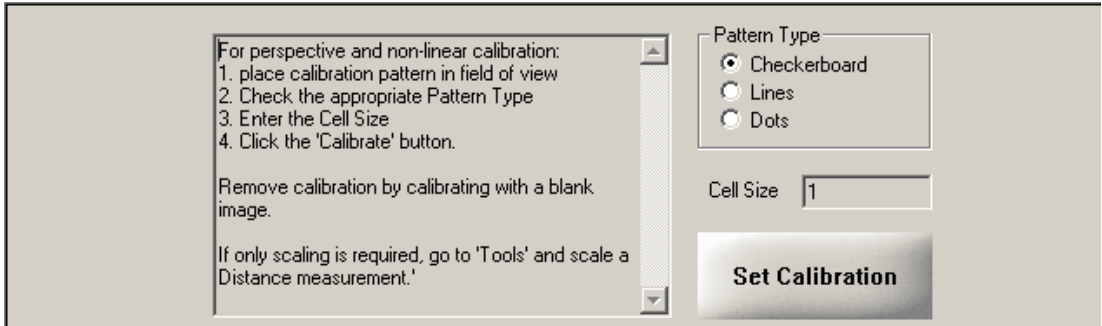 For perspective and non-linear calibration:
1. place calibration pattern in field of view
2. Check the appropriate Pattern Type
3. Enter the Cell Size
4. Click the 'Calibrate' button.
Remove calibration by calibrating with a blank
image.
If only scaling is required, go to 'Tools' and scale a
Distance measurement.'
Pattern Type
Checkerboard
Lines
Dots
Cell Size 1
Set Calibration